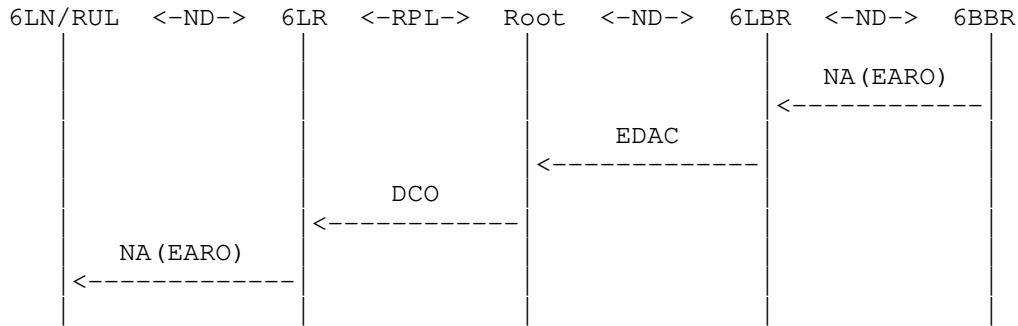 6LN/RUL <-ND-> 6LR <-RPL-> Root <-ND-> 6LBR <-ND-> 6BBR
NA(EARO)
EDAC
DCO
NA(EARO)